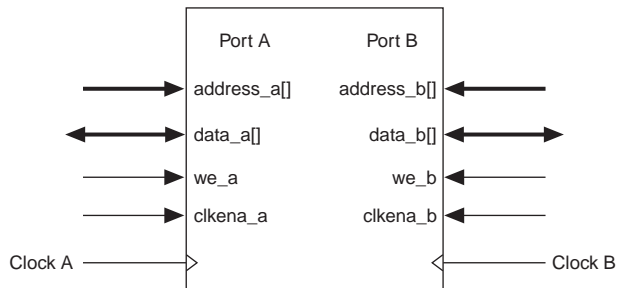 Port A Port B
address_a[] address_b[]
data_a[] data_b[]
we_a we_b
clkena_a clkena_b
Clock A Clock B